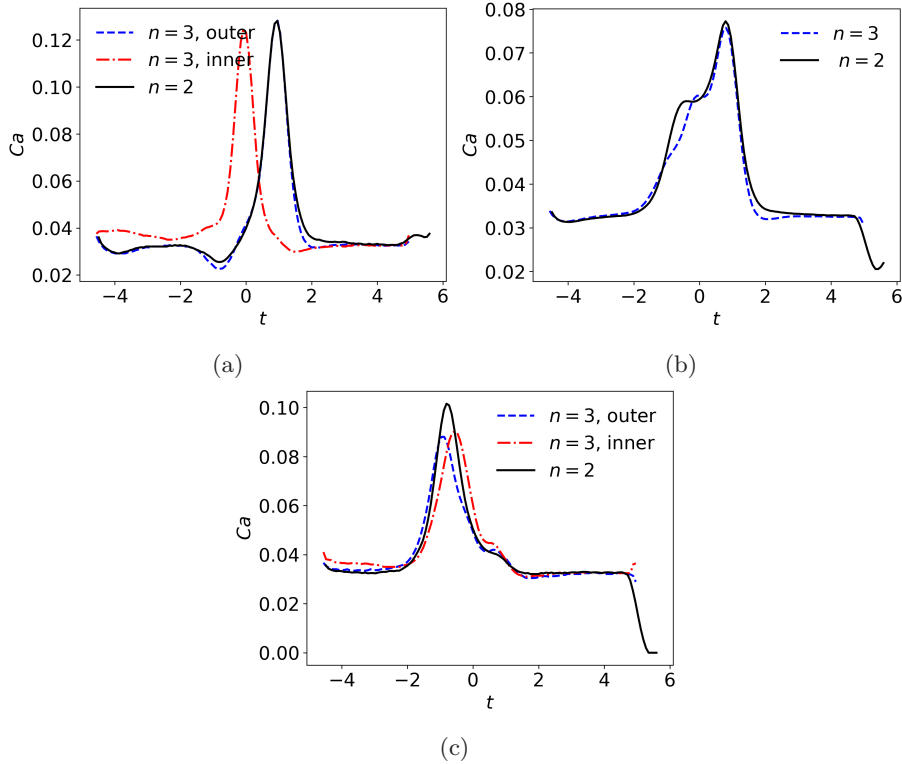 0.12
0.10
0.08
0.06
0.04
0.02
Ca
n = 3, outer
n = 3, inner
n = 2
−4 −2 0 2 4 6
t
(a)
0.08
0.07
0.06
0.05
0.04
0.03
0.02
Ca
n = 3
n = 2
−4 −2 0 2 4 6
t
(b)
0.10
0.08
0.06
0.04
0.02
0.00
Ca
n = 3, outer
n = 3, inner
n = 2
−4 −2 0 2 4 6
t
(c)